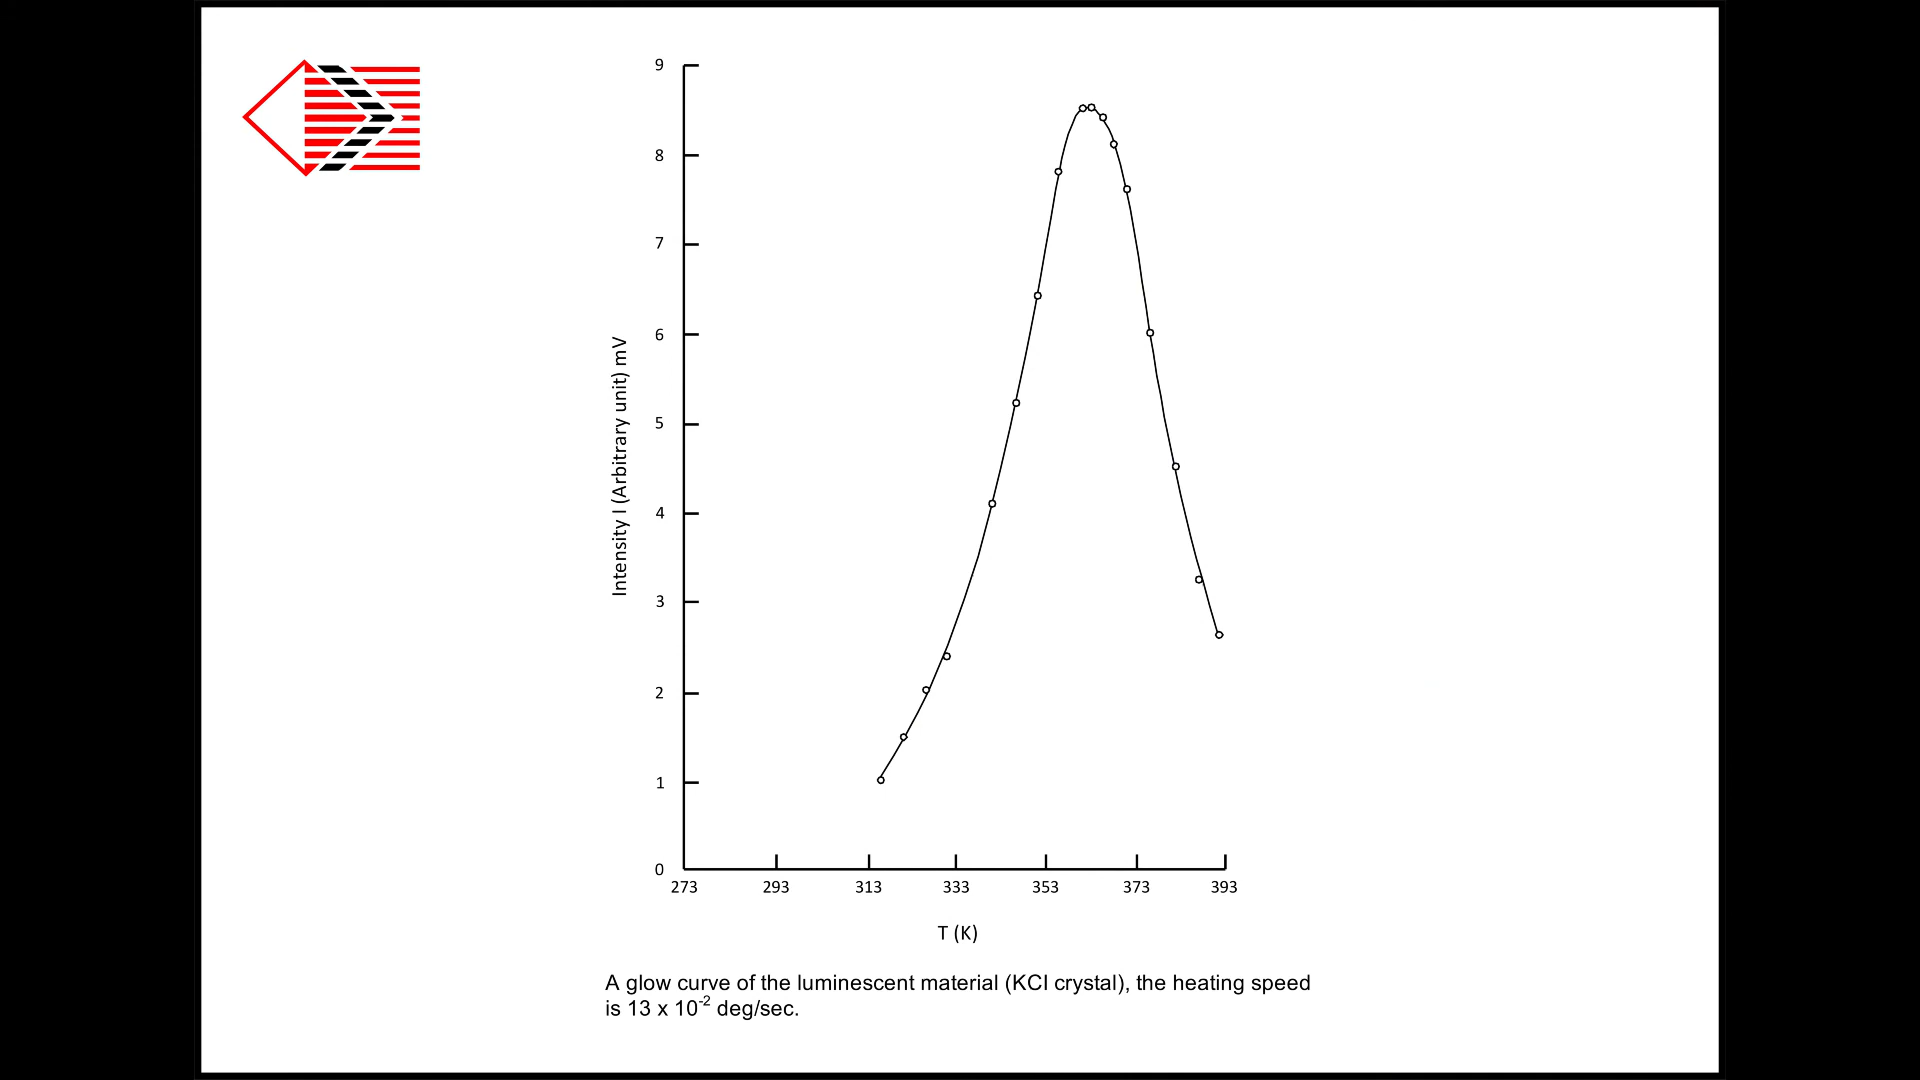 9
8
7
6
5
4
3
2
1
0
Intensity I (Arbitrary unit) mV
273 293 313 333 353 373 393
T (K)
A glow curve of the luminescent material (KCl crystal), the heating speed
is 13 x 10⁻² deg/sec.